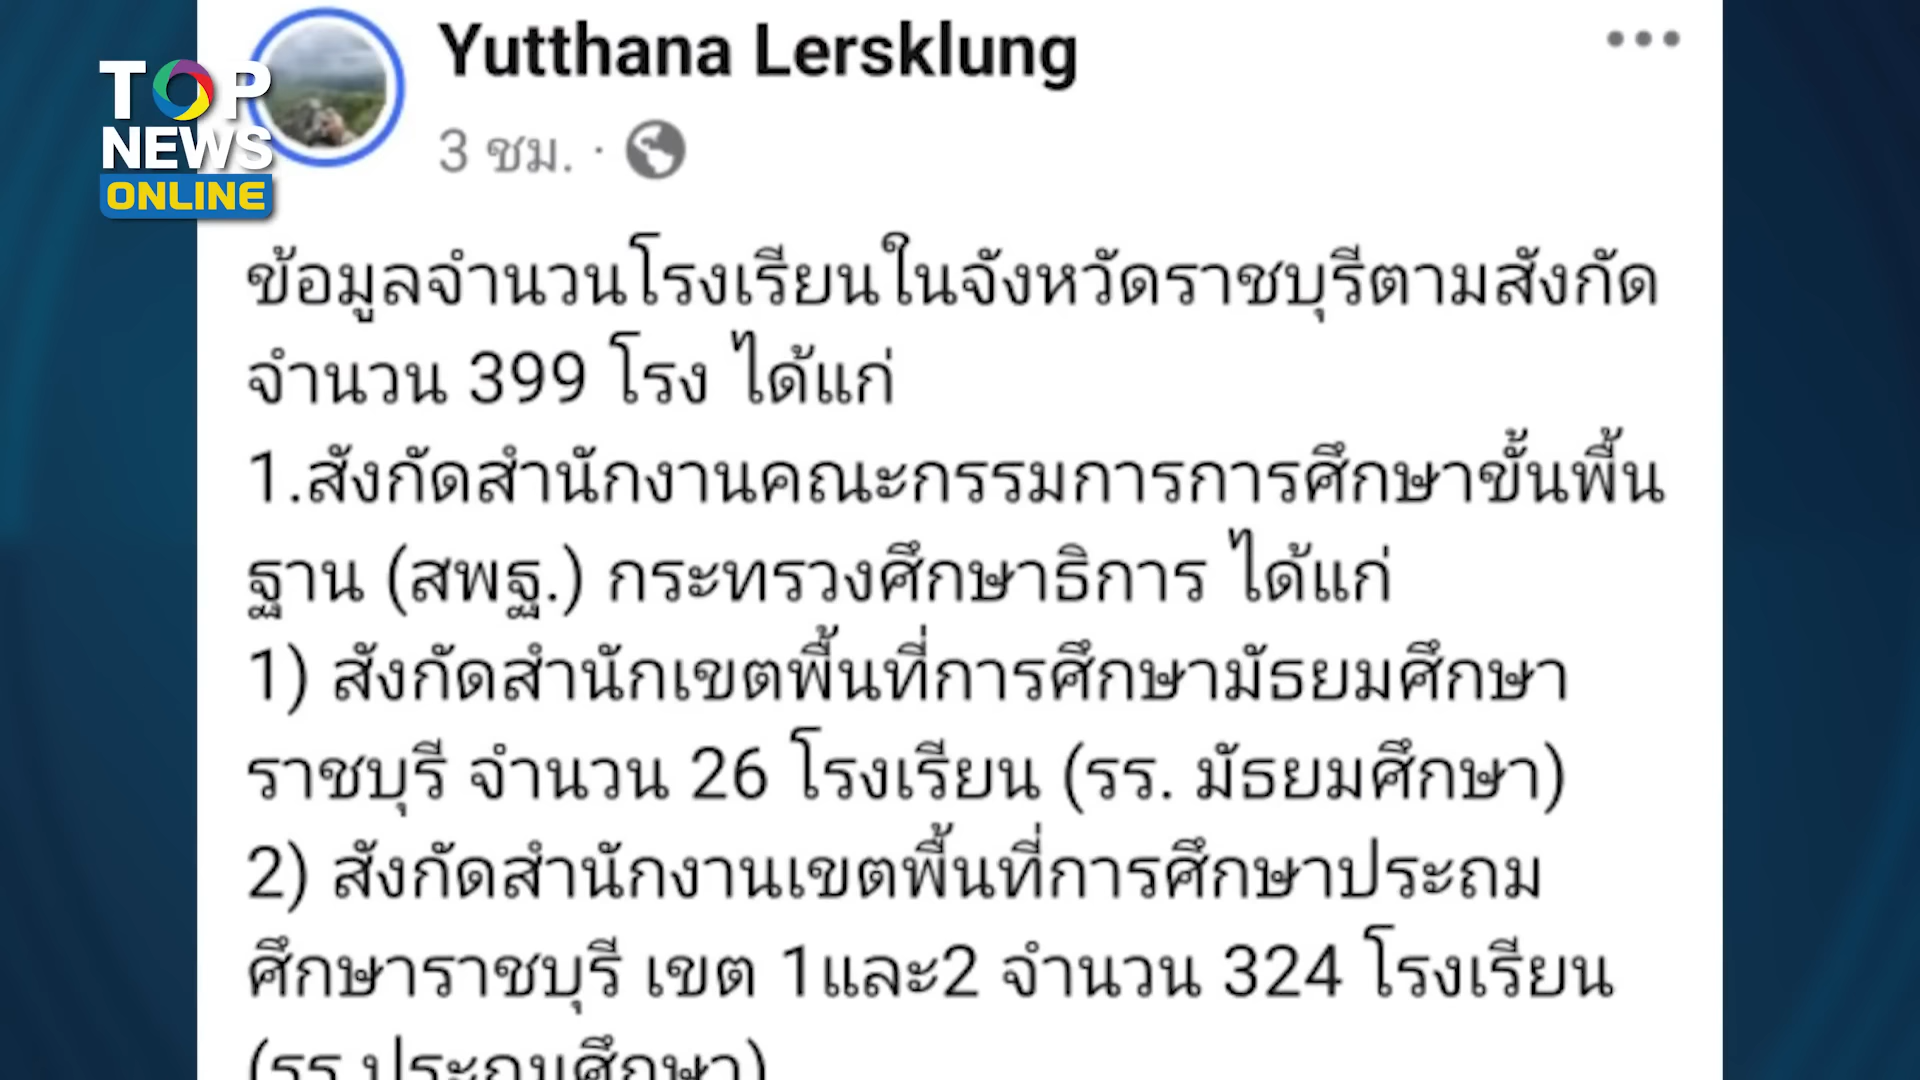 TOP
NEWS
ONLINE
Yutthana Lersklung
3 ชม. ·
ข้อมูลจำนวนโรงเรียนในจังหวัดราชบุรีตามสังกัด
จำนวน 399 โรง ได้แก่
1.สังกัดสำนักงานคณะกรรมการการศึกษาขั้นพื้น
ฐาน (สพฐ.) กระทรวงศึกษาธิการ ได้แก่
1) สังกัดสำนักเขตพื้นที่การศึกษามัธยมศึกษา
ราชบุรี จำนวน 26 โรงเรียน (รร. มัธยมศึกษา)
2) สังกัดสำนักงานเขตพื้นที่การศึกษาประถม
ศึกษาราชบุรี เขต 1และ2 จำนวน 324 โรงเรียน
(รร.ประถมศึกษา)